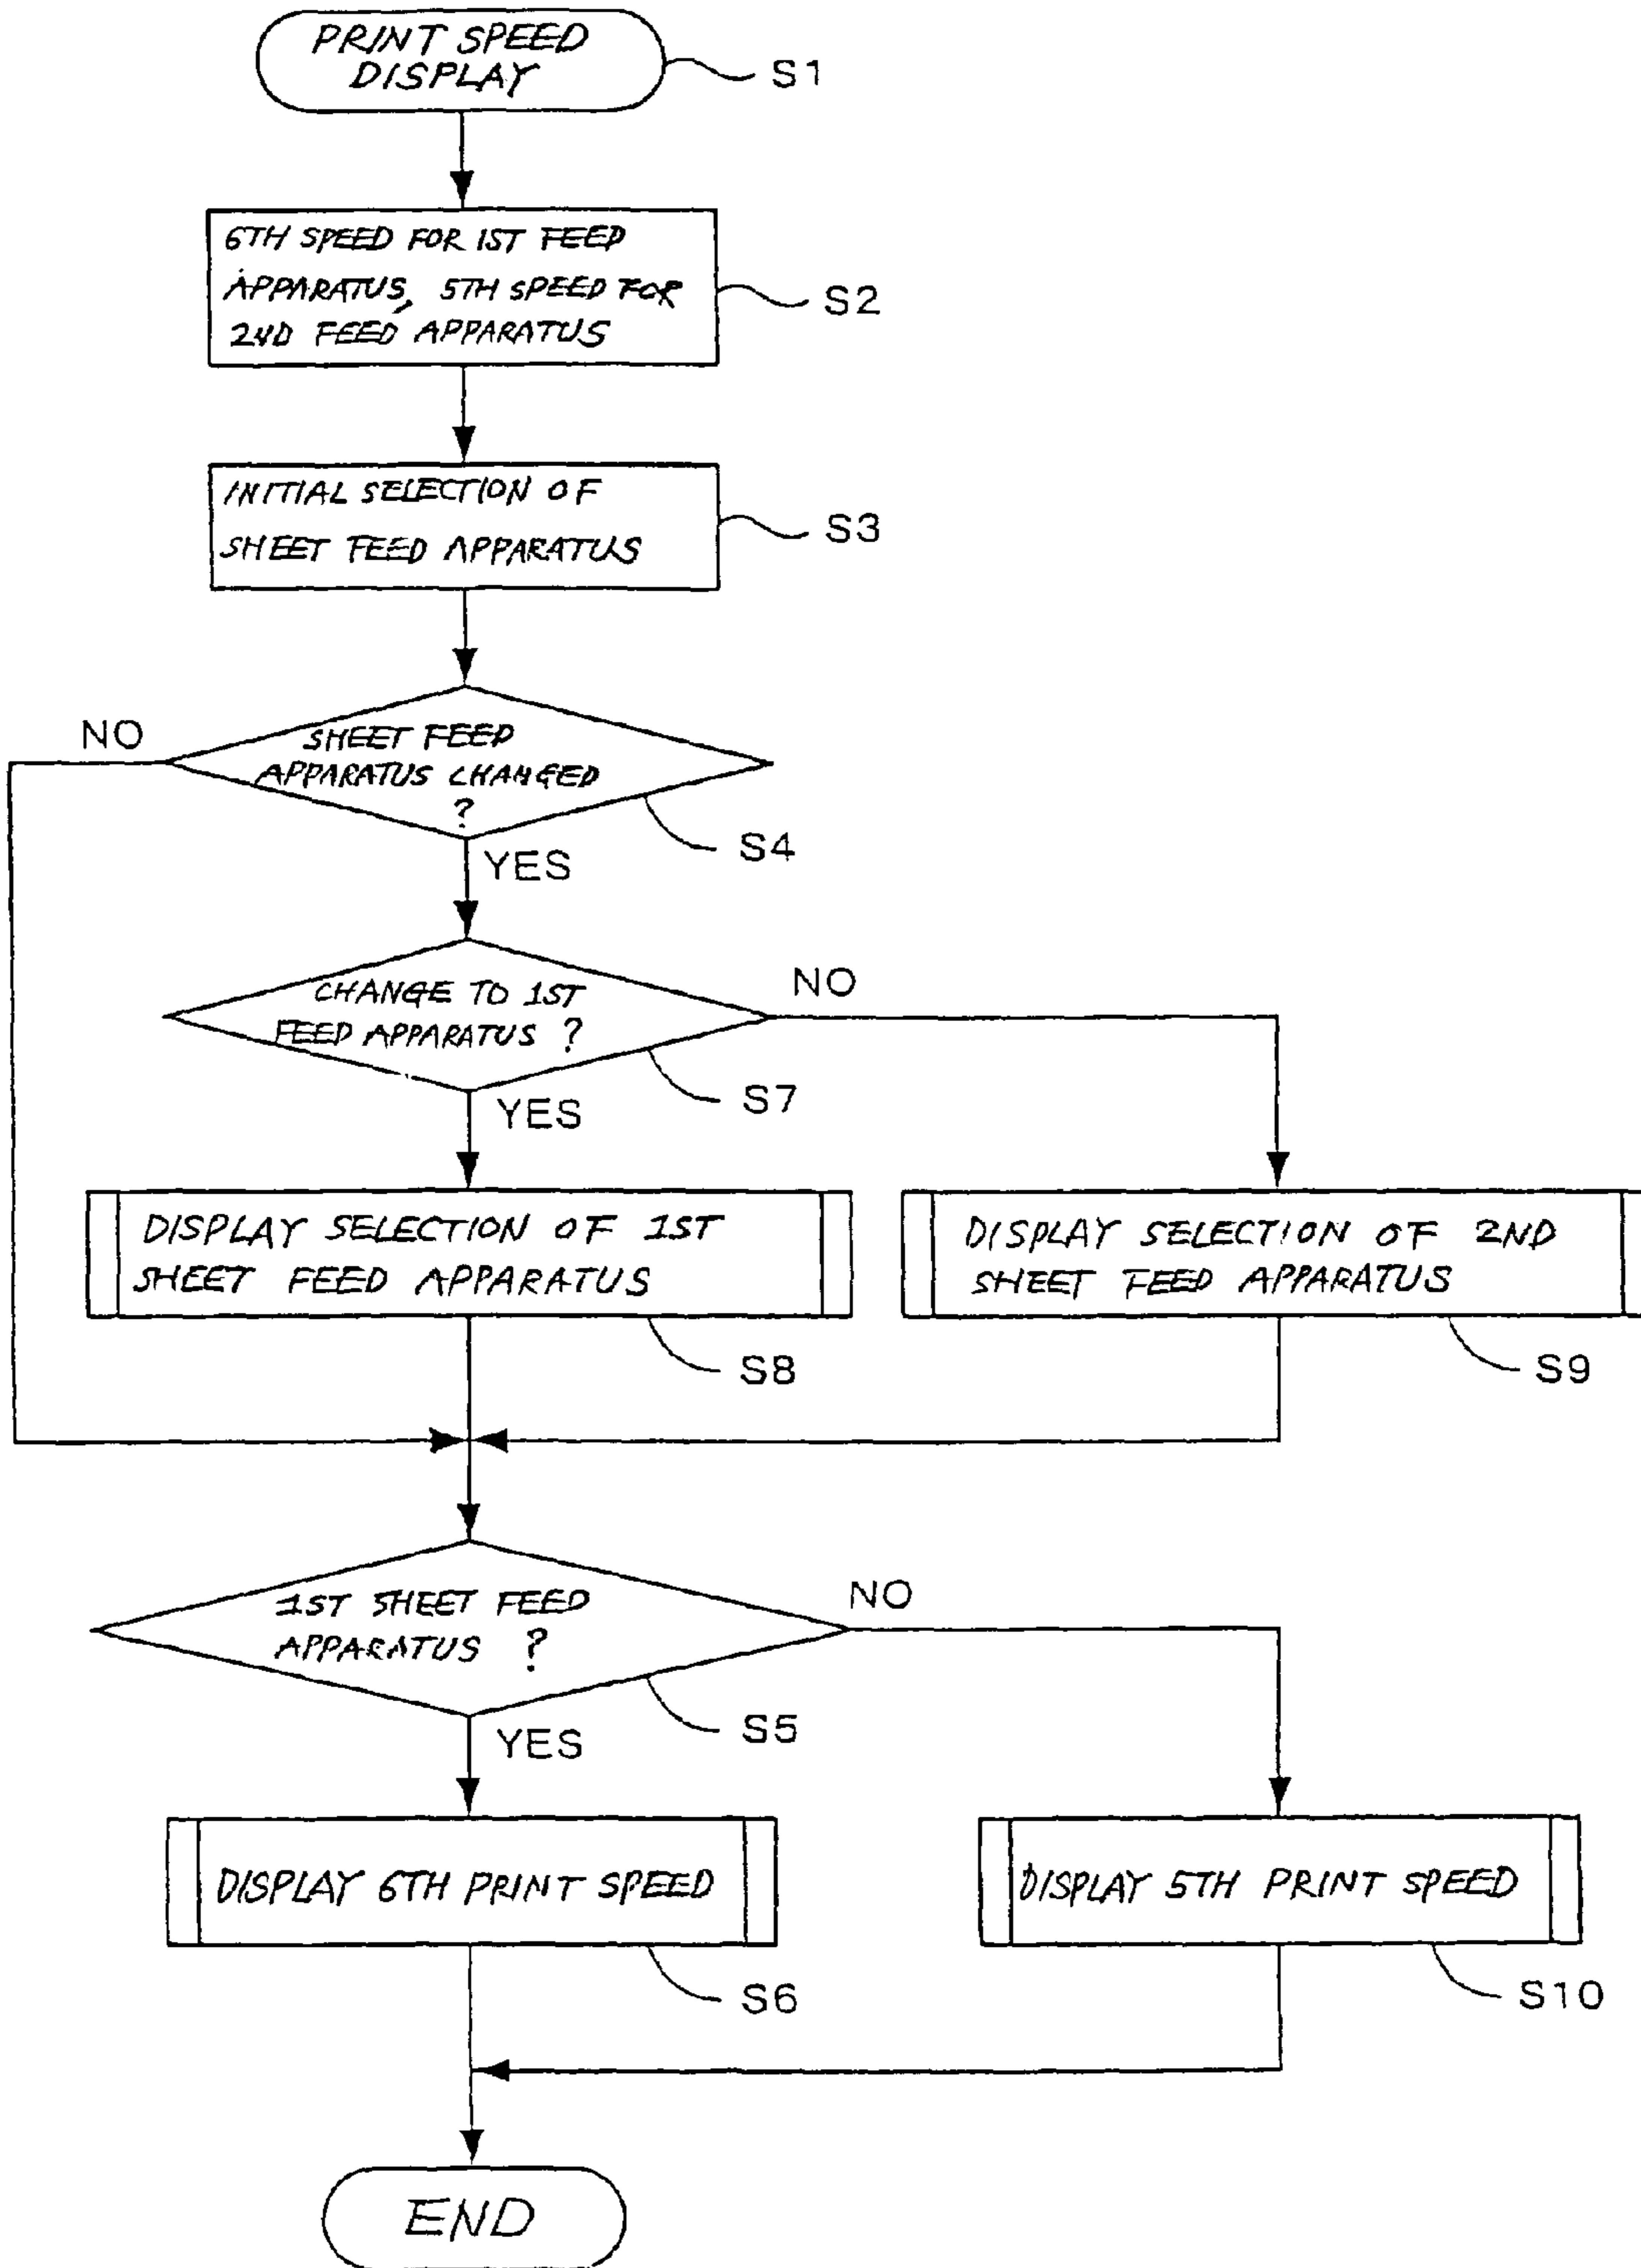 PRINT SPEED
DISPLAY
S1
6TH SPEED FOR 1ST FEED
APPARATUS, 5TH SPEED FOR
2ND FEED APPARATUS
S2
INITIAL SELECTION OF
SHEET FEED APPARATUS
S3
NO
SHEET FEED
APPARATUS CHANGED
?
S4
YES
CHANGE TO 1ST
FEED APPARATUS ?
NO
S7
YES
DISPLAY SELECTION OF 1ST
SHEET FEED APPARATUS
S8
DISPLAY SELECTION OF 2ND
SHEET FEED APPARATUS
S9
1ST SHEET FEED
APPARATUS ?
NO
S5
YES
DISPLAY 6TH PRINT SPEED
S6
DISPLAY 5TH PRINT SPEED
S10
END